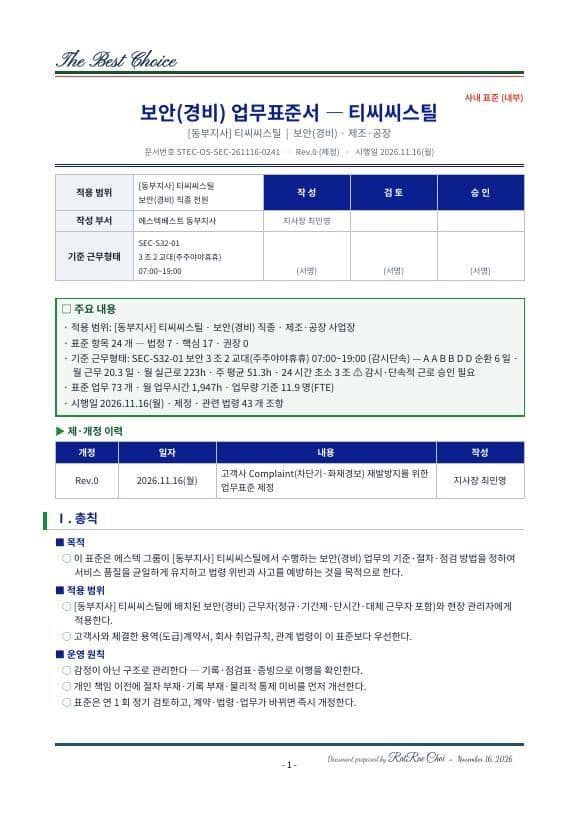 The Best Choice
사내 표준 (내부)
보안(경비) 업무표준서 — 티씨씨스틸
[동부지사] 티씨씨스틸 | 보안(경비) · 제조·공장
문서번호 STEC-OS-SEC-261116-0241 · Rev.0 (제정) · 시행일 2026.11.16(월)
적용 범위
[동부지사] 티씨씨스틸
보안(경비) 직종 전원
작 성
검 토
승 인
작성 부서
에스텍베스트 동부지사
지사장 최민영
기준 근무형태
SEC-S32-01
3조2교대(주주야야휴휴)
07:00~19:00
(서명)
(서명)
(서명)
□ 주요 내용
· 적용 범위: [동부지사] 티씨씨스틸 · 보안(경비) 직종 · 제조·공장 사업장
· 표준 항목 24개 — 법정 7 · 핵심 17 · 권장 0
· 기준 근무형태: SEC-S32-01 보안 3조 2교대(주주야야휴휴) 07:00~19:00 (감시단속) — A A B B D D 순환 6일 ·
월 근무 20.3일 · 월 실근로 223h · 주 평균 51.3h · 24시간 초소 3조 ⚠ 감시·단속적 근로 승인 필요
· 표준 업무 73개 · 월 업무시간 1,947h · 업무량 기준 11.9명(FTE)
· 시행일 2026.11.16(월) · 제정 · 관련 법령 43개 조항
▶ 제·개정 이력
개정
일자
내용
작성
Rev.0
2026.11.16(월)
고객사 Complaint(차단기·화재경보) 재발방지를 위한
업무표준 제정
지사장 최민영
Ⅰ. 총칙
■ 목적
○ 이 표준은 에스텍 그룹이 [동부지사] 티씨씨스틸에서 수행하는 보안(경비) 업무의 기준·절차·점검 방법을 정하여
서비스 품질을 균일하게 유지하고 법령 위반과 사고를 예방하는 것을 목적으로 한다.
■ 적용 범위
○ [동부지사] 티씨씨스틸에 배치된 보안(경비) 근무자(정규·기간제·단시간·대체 근무자 포함)와 현장 관리자에게
적용한다.
○ 고객사와 체결한 용역(도급)계약서, 회사 취업규칙, 관계 법령이 이 표준보다 우선한다.
■ 운영 원칙
○ 감정이 아닌 구조로 관리한다 — 기록·점검표·증빙으로 이행을 확인한다.
○ 개인 책임 이전에 절차 부재·기록 부재·물리적 통제 미비를 먼저 개선한다.
○ 표준은 연 1회 정기 검토하고, 계약·법령·업무가 바뀌면 즉시 개정한다.
- 1 -
Document prepared by RalRae Choi – November 16, 2026